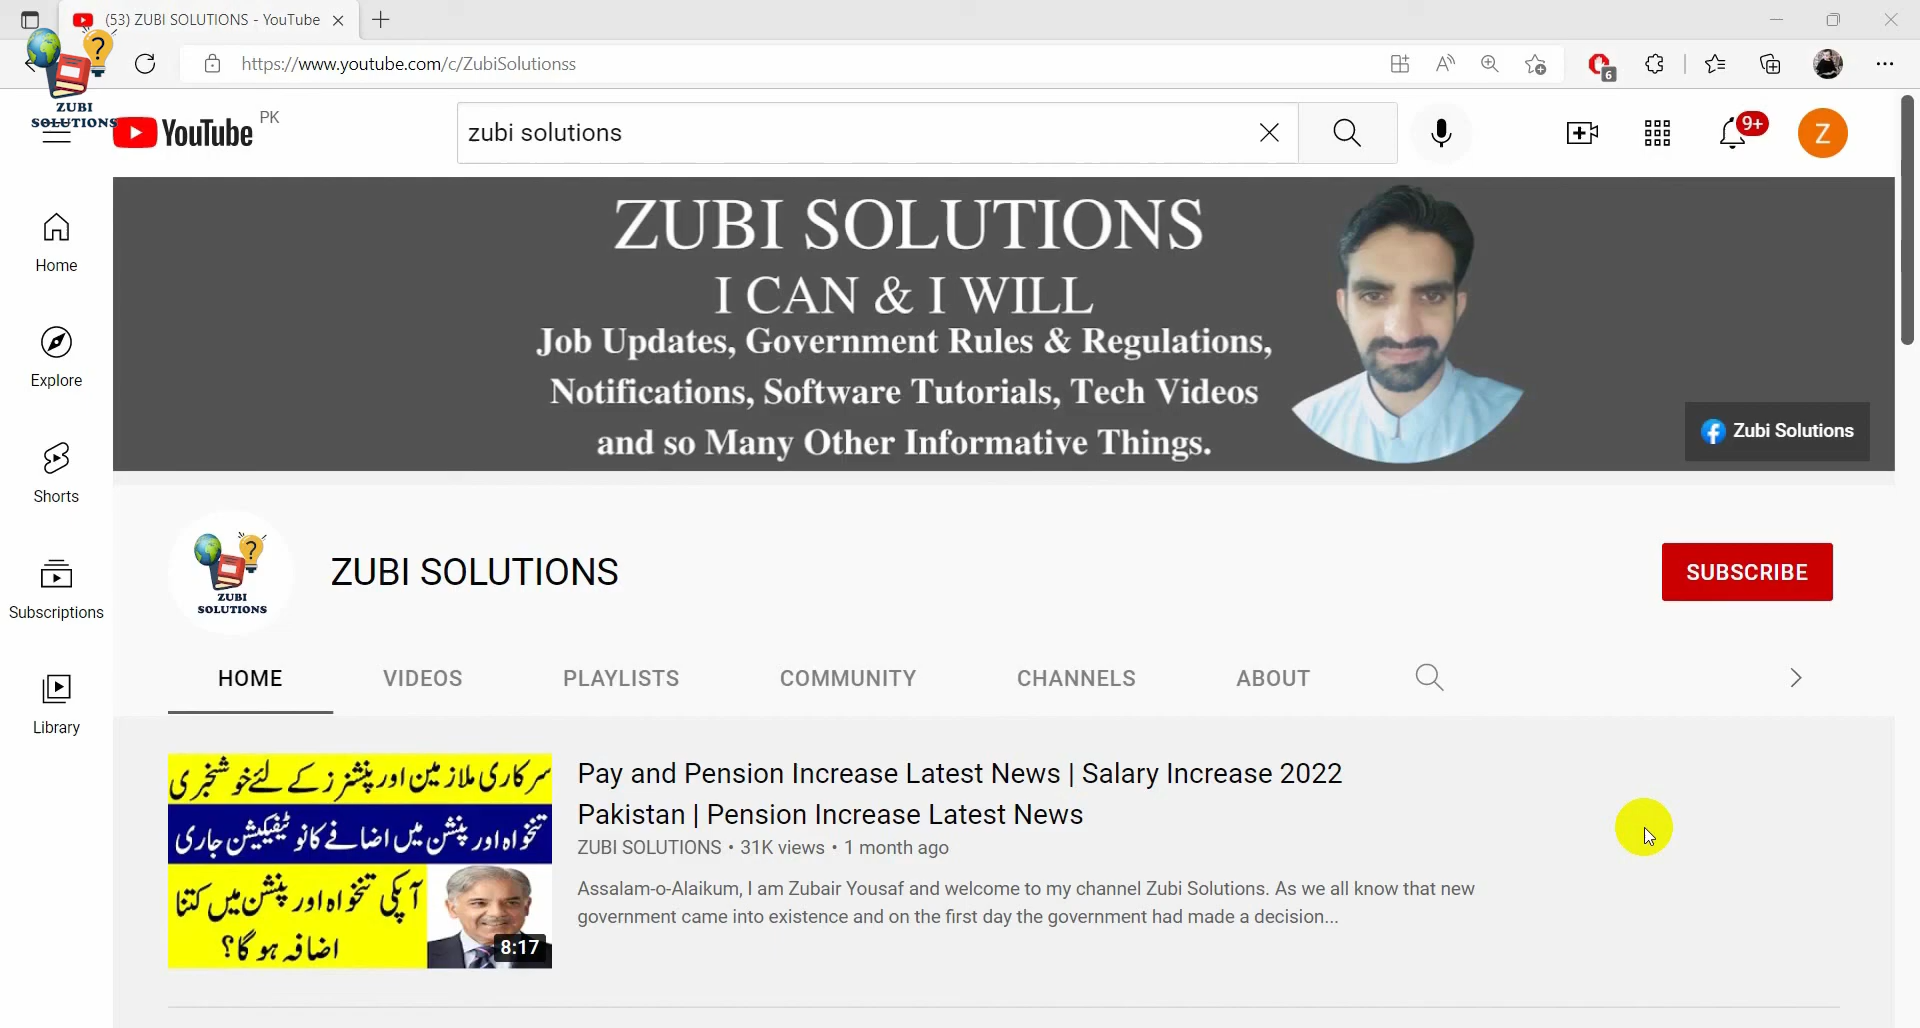 (53) ZUBI SOLUTIONS - YouTube
https://www.youtube.com/c/ZubiSolutionss
6
ZUBI
SOLUTIONS
YouTube PK
zubi solutions
9+
Z
ZUBI SOLUTIONS
I CAN & I WILL
Job Updates, Government Rules & Regulations,
Notifications, Software Tutorials, Tech Videos
and so Many Other Informative Things.
Zubi Solutions
Home
Explore
Shorts
Subscriptions
Library
ZUBI
SOLUTIONS
ZUBI SOLUTIONS
SUBSCRIBE
HOME VIDEOS PLAYLISTS COMMUNITY CHANNELS ABOUT
سرکاری ملازمین اور پنشنرز کے لئے خوشخبری
تنخواہ اور پنشن میں اضافے کا نوٹیفیکیشن جاری
آپکی تنخواہ اور پنشن میں کتنا
اضافہ ہو گا؟
8:17
Pay and Pension Increase Latest News | Salary Increase 2022
Pakistan | Pension Increase Latest News
ZUBI SOLUTIONS • 31K views • 1 month ago
Assalam-o-Alaikum, I am Zubair Yousaf and welcome to my channel Zubi Solutions. As we all know that new
government came into existence and on the first day the government had made a decision...